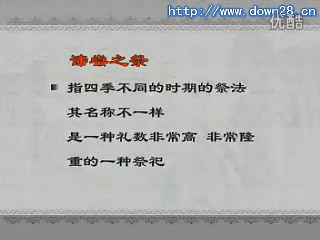 http://www.down28.cn
优酷
禘尝之祭
指四季不同的时期的祭法
其名称不一样
是一种礼数非常高 非常隆
重的一种祭祀